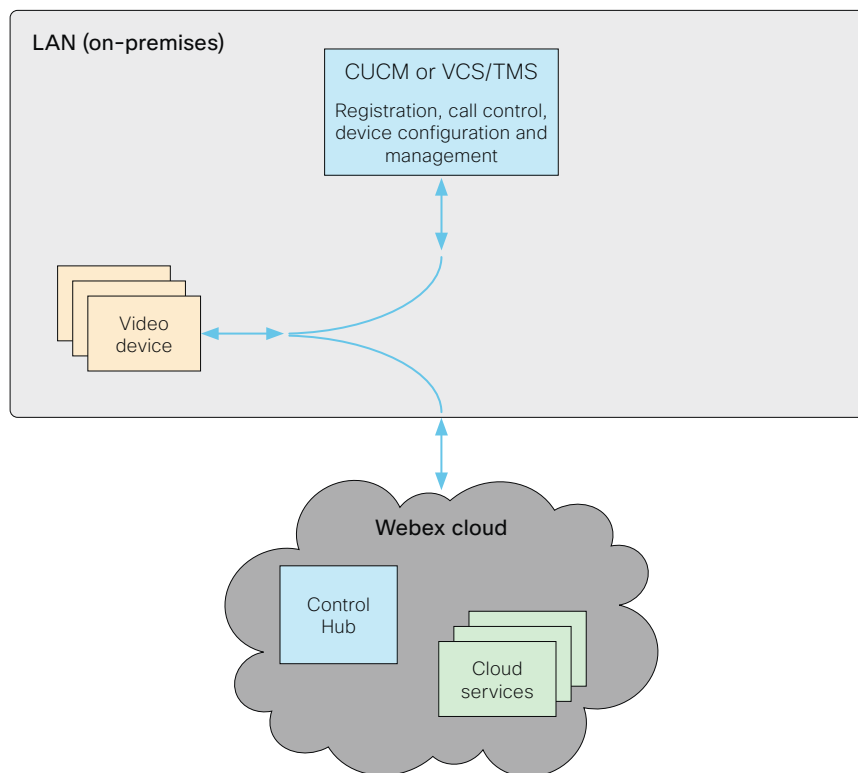 LAN (on-premises)
CUCM or VCS/TMS
Registration, call control,
device configuration and
management
Video
device
Webex cloud
Control
Hub
Cloud
services